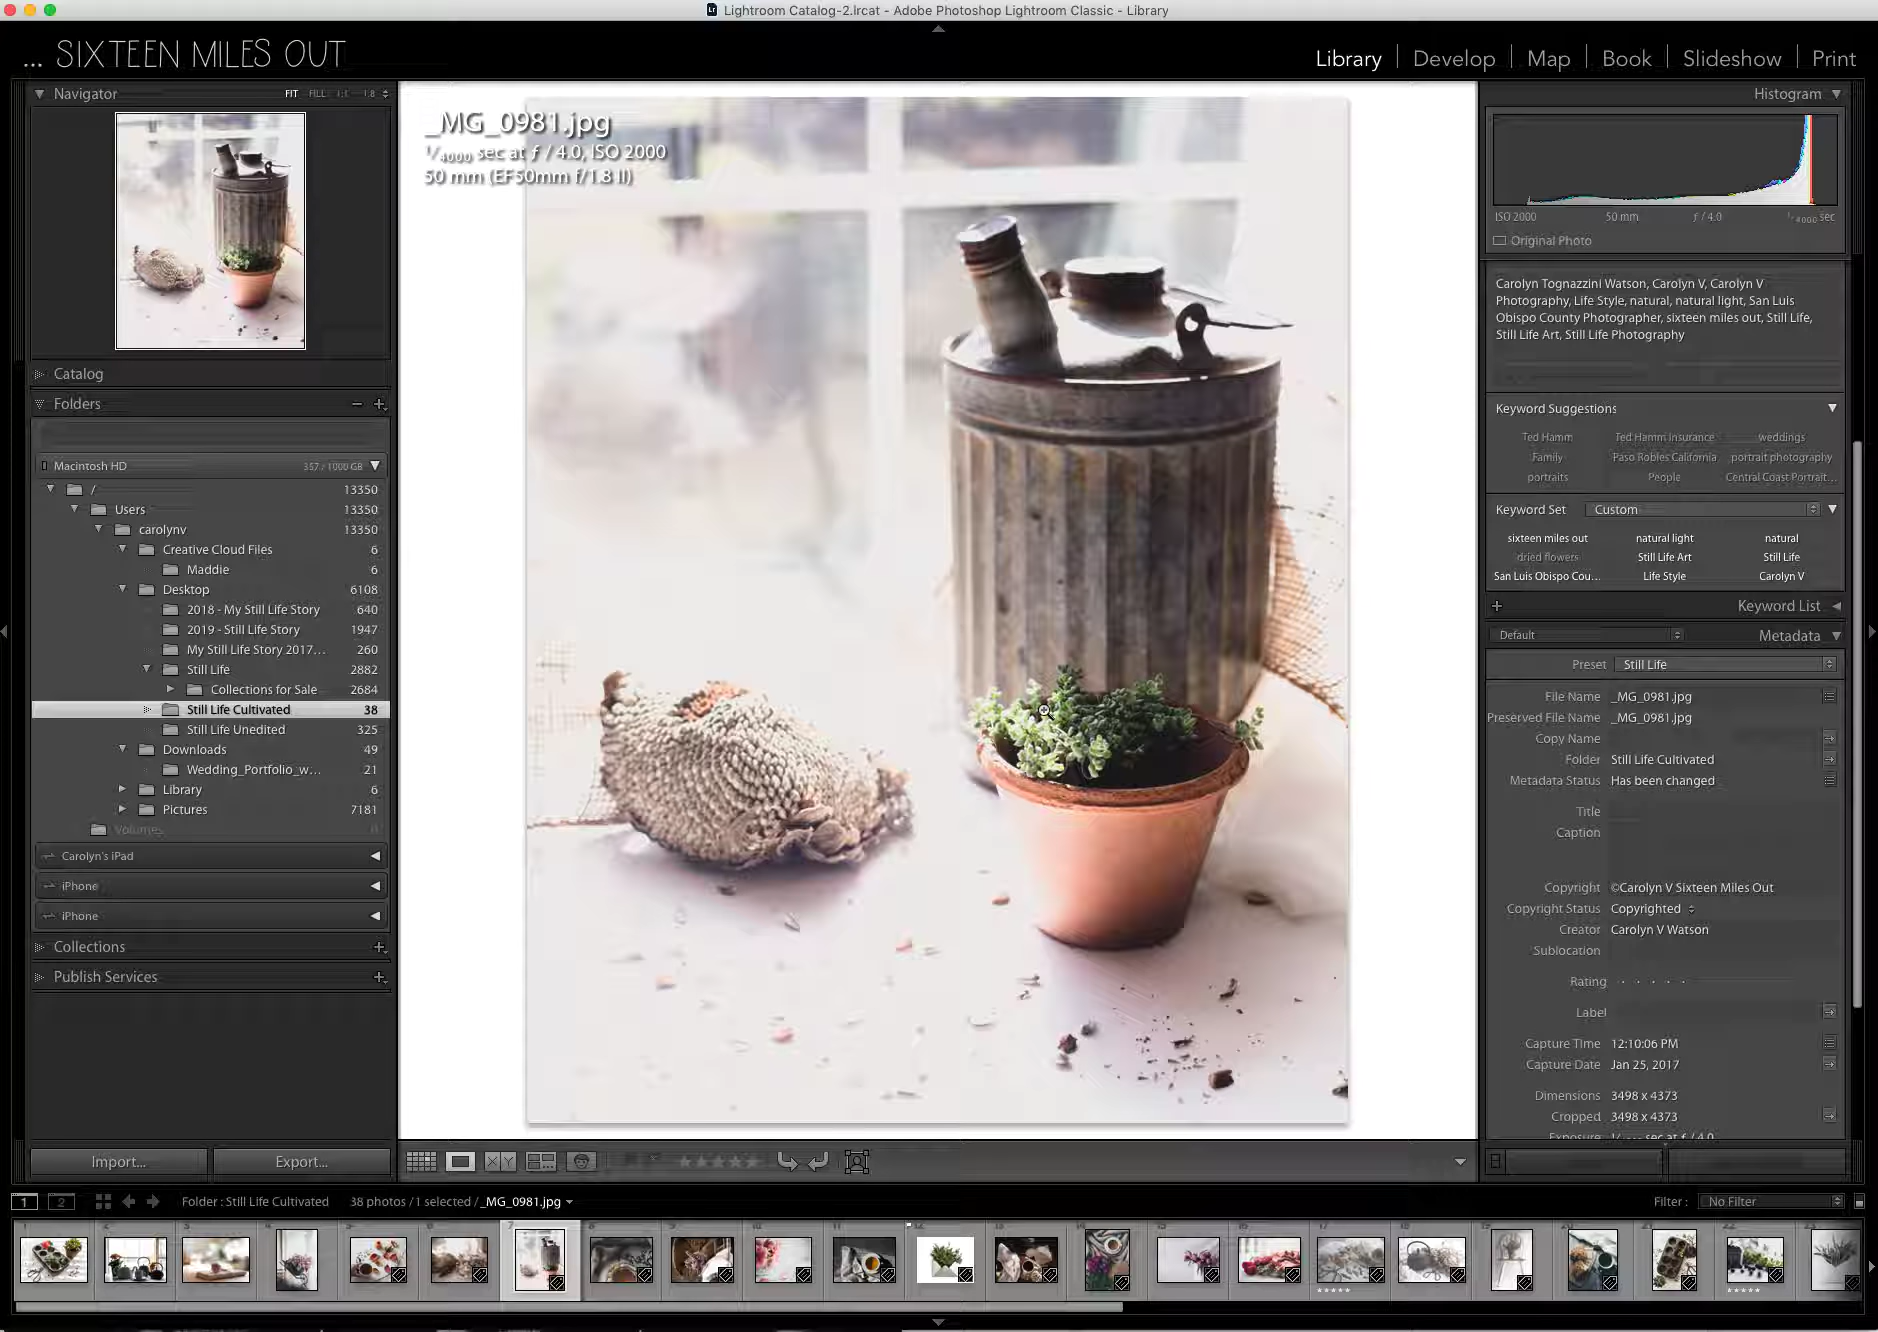 Lightroom Catalog-2.lrcat - Adobe Photoshop Lightroom Classic - Library
... SIXTEEN MILES OUT
Library | Develop | Map | Book | Slideshow | Print
Navigator FIT FILL 1:1 1:8
Catalog
Folders
Macintosh HD 357 / 1000 GB
/ 13350
Users 13350
carolynv 13350
Creative Cloud Files 6
Maddie 6
Desktop 6108
2018 - My Still Life Story 640
2019 - Still Life Story 1947
My Still Life Story 2017... 260
Still Life 2882
Collections for Sale 2684
Still Life Cultivated 38
Still Life Unedited 325
Downloads 49
Wedding_Portfolio_w... 21
Library 6
Pictures 7181
Volumes
Carolyn's iPad
iPhone
iPhone
Collections
Publish Services
Import...
Export...
_MG_0981.jpg
1/4000 sec at ƒ / 4.0, ISO 2000
50 mm (EF50mm f/1.8 II)
Histogram
ISO 2000 50 mm ƒ / 4.0 1/4000 sec
Original Photo
Carolyn Tognazzini Watson, Carolyn V, Carolyn V
Photography, Life Style, natural, natural light, San Luis
Obispo County Photographer, sixteen miles out, Still Life,
Still Life Art, Still Life Photography
Keyword Suggestions
Ted Hamm Ted Hamm Insurance weddings
Family Paso Robles California portrait photography
portraits People Central Coast Portrait...
Keyword Set Custom
sixteen miles out natural light natural
dried flowers Still Life Art Still Life
San Luis Obispo Cou... Life Style Carolyn V
Keyword List
Default Metadata
Preset Still Life
File Name _MG_0981.jpg
Preserved File Name _MG_0981.jpg
Copy Name
Folder Still Life Cultivated
Metadata Status Has been changed
Title
Caption
Copyright ©Carolyn V Sixteen Miles Out
Copyright Status Copyrighted
Creator Carolyn V Watson
Sublocation
Rating
Label
Capture Time 12:10:06 PM
Capture Date Jan 25, 2017
Dimensions 3498 x 4373
Cropped 3498 x 4373
XY
1 2 Folder : Still Life Cultivated 38 photos / 1 selected / _MG_0981.jpg
Filter : No Filter